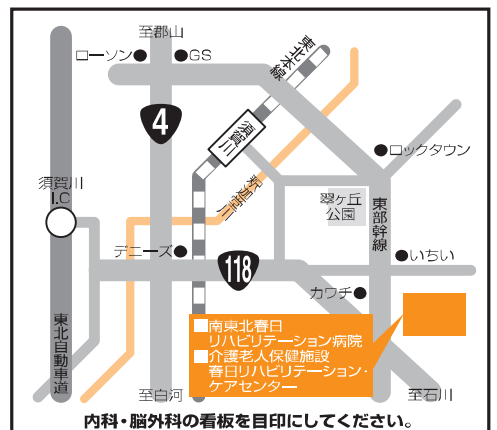 至郡山
ローソン
GS
東北本線
4
須賀川
ロックタウン
須賀川
I.C
翠ヶ丘
公園
東部幹線
デニーズ
118
いちい
カワチ
東北自動車道
■南東北春日
リハビリテーション病院
■介護老人保健施設
春日リハビリテーション・
ケアセンター
至白河
至石川
内科・脳外科の看板を目印にしてください。